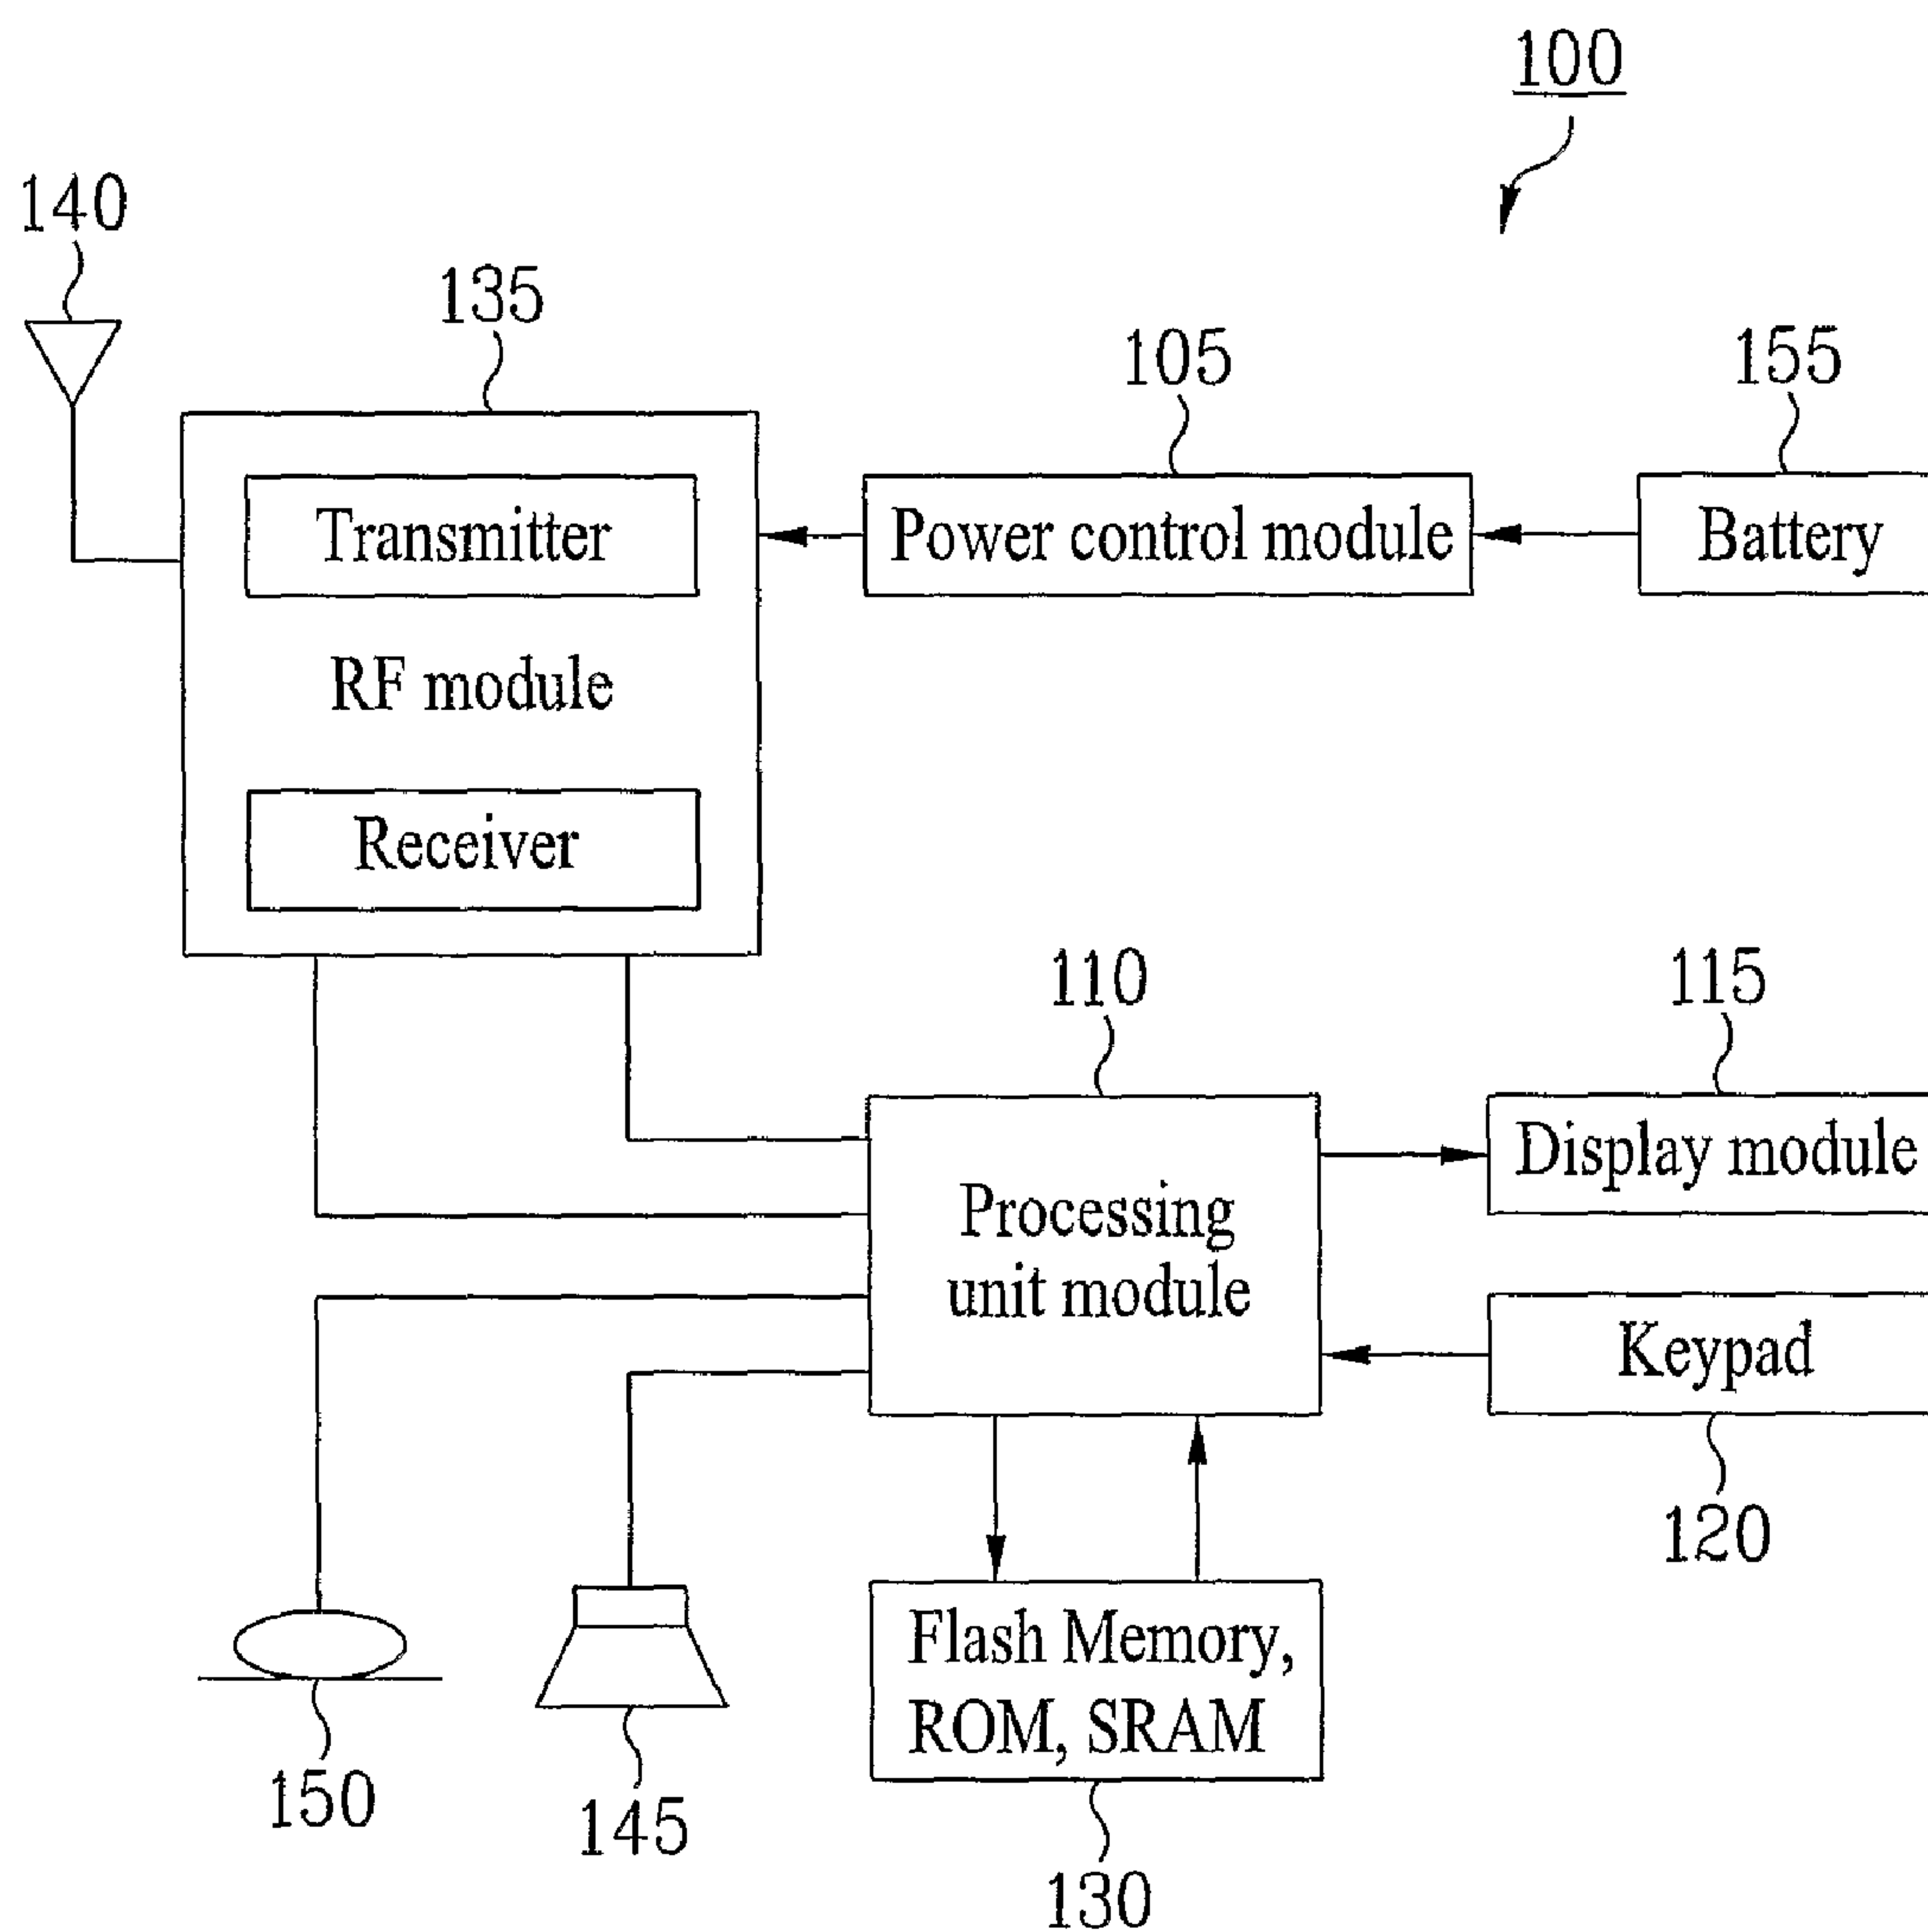 100
140
135
105
155
Transmitter
Power control module
Battery
RF module
Receiver
110
115
Display module
Processing
unit module
Keypad
120
Flash Memory,
ROM, SRAM
150
145
130